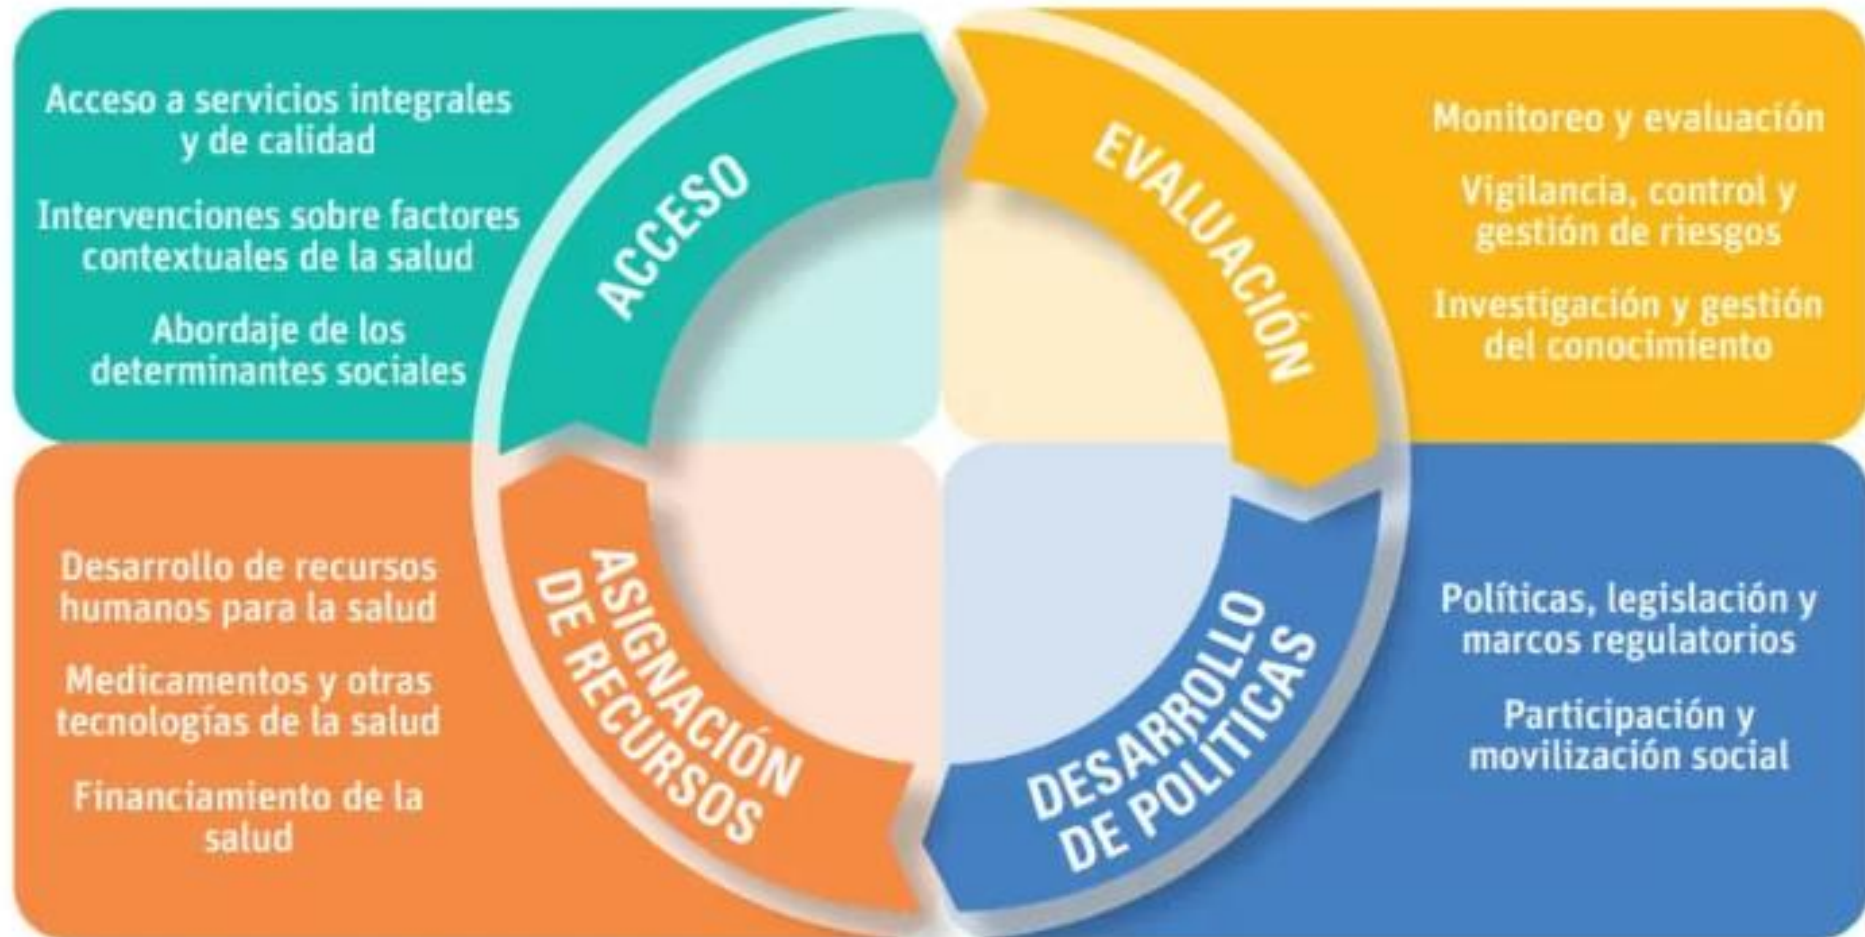 Acceso a servicios integrales
y de calidad
Intervenciones sobre factores
contextuales de la salud
Abordaje de los
determinantes sociales
ACCESO
EVALUACIÓN
Monitoreo y evaluación
Vigilancia, control y
gestión de riesgos
Investigación y gestión
del conocimiento
Desarrollo de recursos
humanos para la salud
Medicamentos y otras
tecnologías de la salud
Financiamiento de la
salud
ASIGNACIÓN
DE RECURSOS
DESARROLLO
DE POLÍTICAS
Políticas, legislación y
marcos regulatorios
Participación y
movilización social